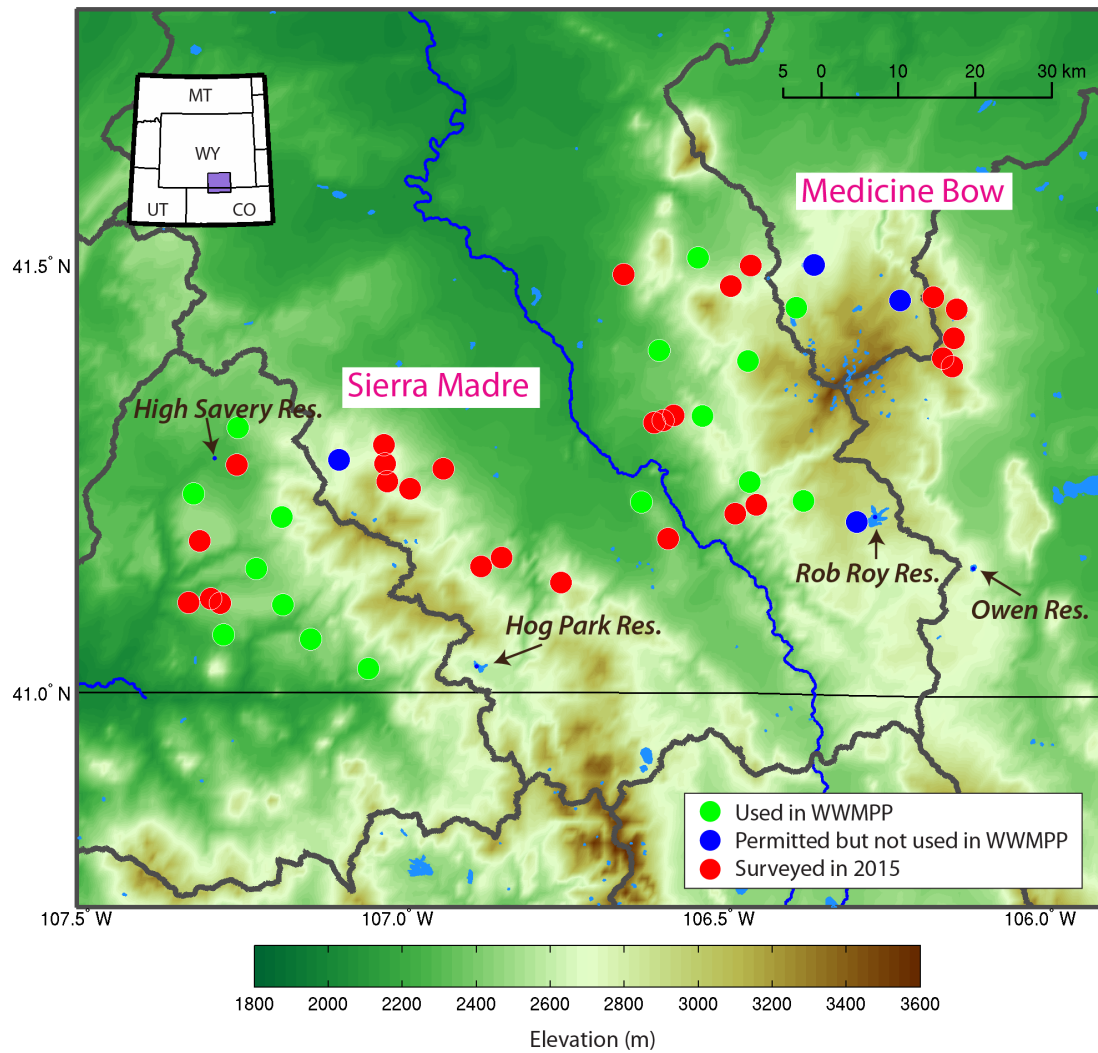 5 0 10 20 30 km
MT
WY
UT CO
Medicine Bow
41.5° N
Sierra Madre
High Savery Res.
Rob Roy Res.
Owen Res.
Hog Park Res.
41.0° N
Used in WWMPP
Permitted but not used in WWMPP
Surveyed in 2015
107.5° W 107.0° W 106.5° W 106.0° W
1800 2000 2200 2400 2600 2800 3000 3200 3400 3600
Elevation (m)